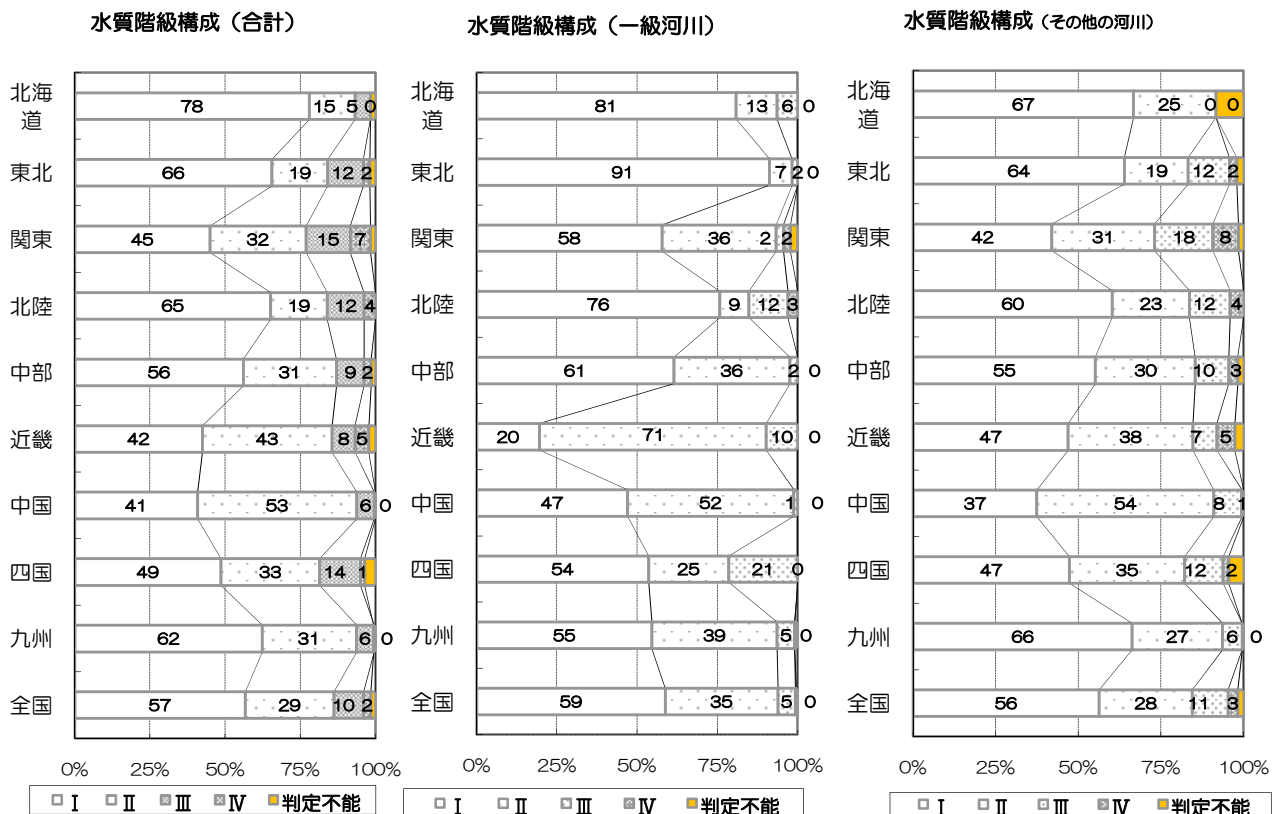 水質階級構成（合計）
北海道 78 15 5 0
東北 66 19 12 2
関東 45 32 15 7
北陸 65 19 12 4
中部 56 31 9 2
近畿 42 43 8 5
中国 41 53 6 0
四国 49 33 14 1
九州 62 31 6 0
全国 57 29 10 2
0% 25% 50% 75% 100%
Ⅰ Ⅱ Ⅲ Ⅳ 判定不能
水質階級構成（一級河川）
北海道 81 13 6 0
東北 91 7 2 0
関東 58 36 2 2
北陸 76 9 12 3
中部 61 36 2 0
近畿 20 71 10 0
中国 47 52 1 0
四国 54 25 21 0
九州 55 39 5 0
全国 59 35 5 0
0% 25% 50% 75% 100%
Ⅰ Ⅱ Ⅲ Ⅳ 判定不能
水質階級構成（その他の河川）
北海道 67 25 0 0
東北 64 19 12 2
関東 42 31 18 8
北陸 60 23 12 4
中部 55 30 10 3
近畿 47 38 7 5
中国 37 54 8 1
四国 47 35 12 2
九州 66 27 6 0
全国 56 28 11 3
0% 25% 50% 75% 100%
Ⅰ Ⅱ Ⅲ Ⅳ 判定不能